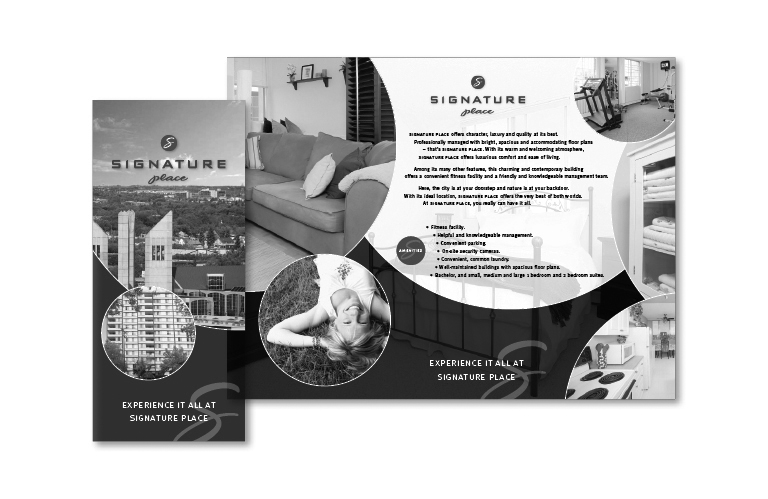 S
SIGNATURE
place
EXPERIENCE IT ALL AT
SIGNATURE PLACE
S
SIGNATURE
place
SIGNATURE PLACE offers character, luxury and quality at its best.
Professionally managed with bright, spacious and accommodating floor plans
– that's SIGNATURE PLACE. With its warm and welcoming atmosphere,
SIGNATURE PLACE offers luxurious comfort and ease of living.
Among its many other features, this charming and contemporary building
offers a convenient fitness facility and a friendly and knowledgeable management team.
Here, the city is at your doorstep and nature is at your backdoor.
With its ideal location, SIGNATURE PLACE offers the very best of both worlds.
At SIGNATURE PLACE, you really can have it all.
AMENITIES
• Fitness facility.
• Helpful and knowledgeable management.
• Convenient parking.
• On-site security cameras.
• Convenient, common laundry.
• Well-maintained buildings with spacious floor plans.
• Bachelor, and small, medium and large 1 bedroom and 2 bedroom suites.
EXPERIENCE IT ALL AT
SIGNATURE PLACE